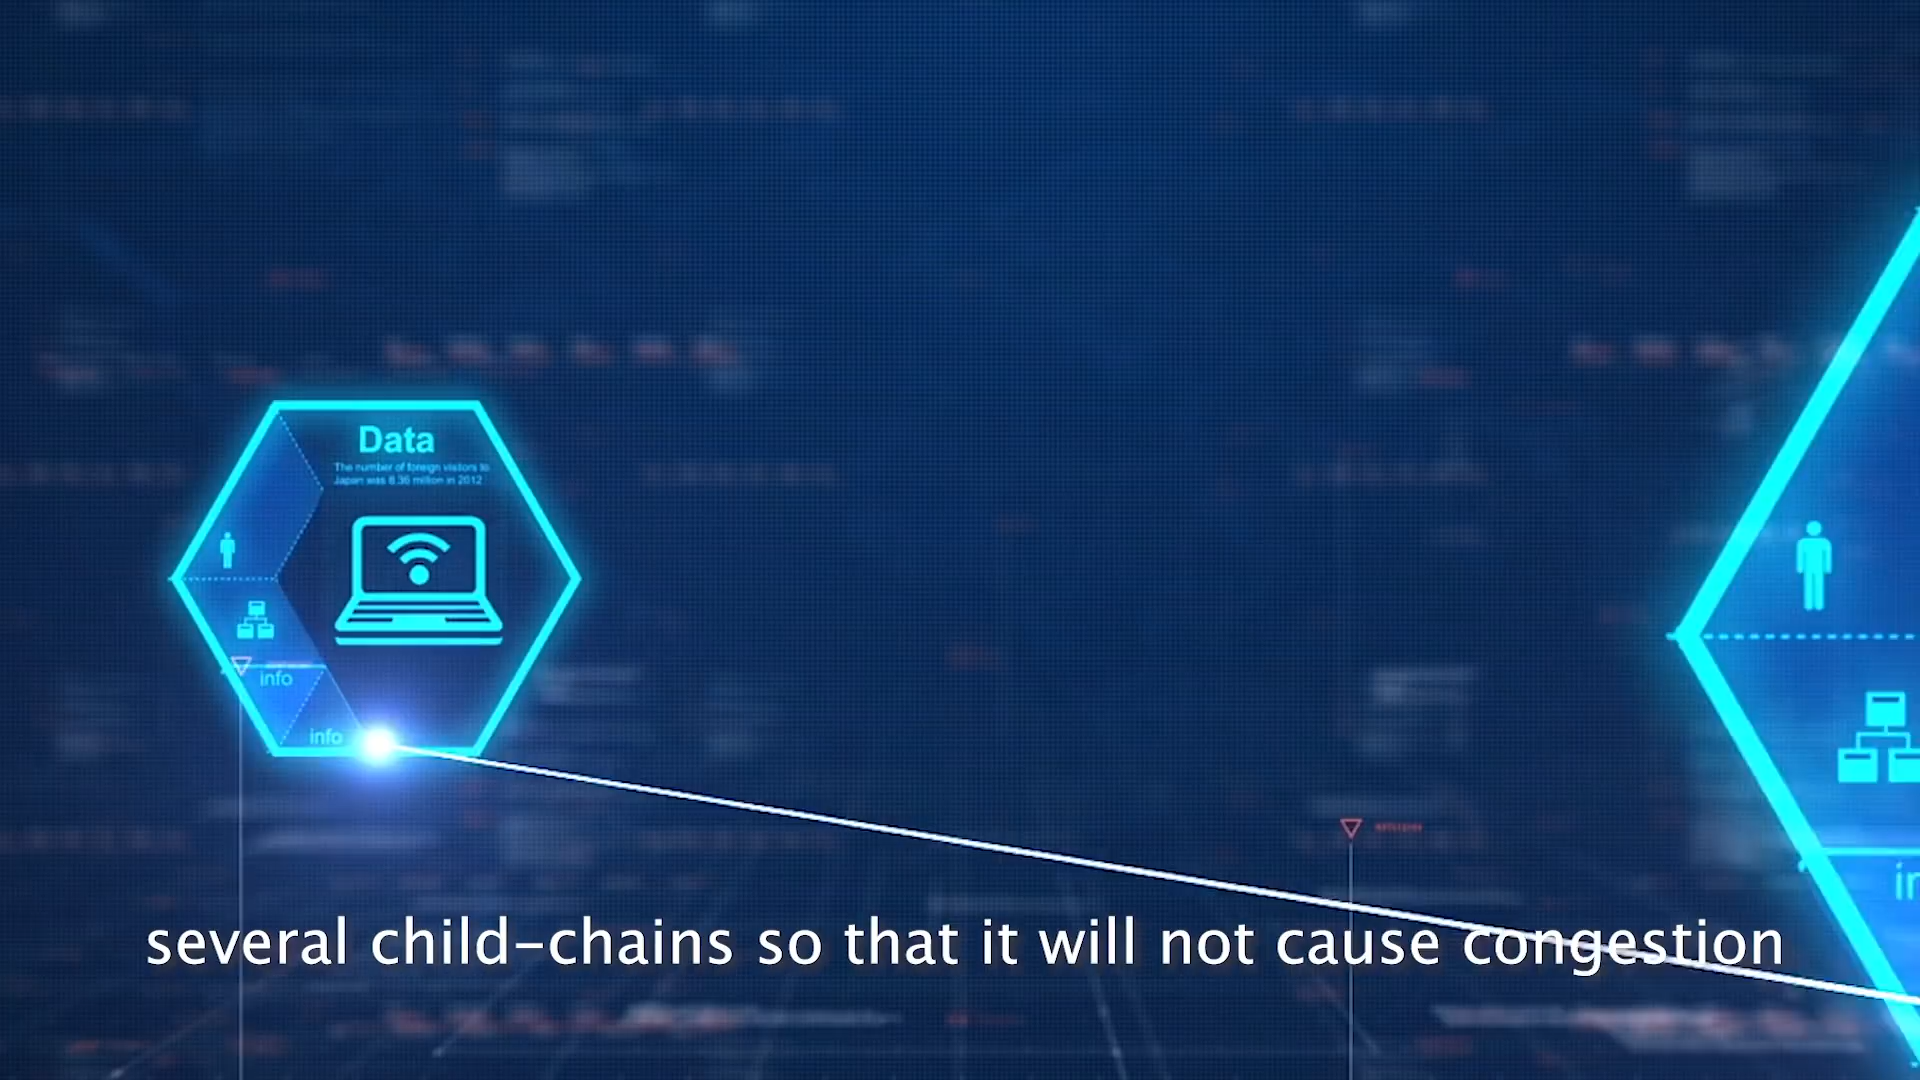 Data
The number of foreign visitors to
Japan was 8.36 million in 2012
info
info
several child-chains so that it will not cause congestion